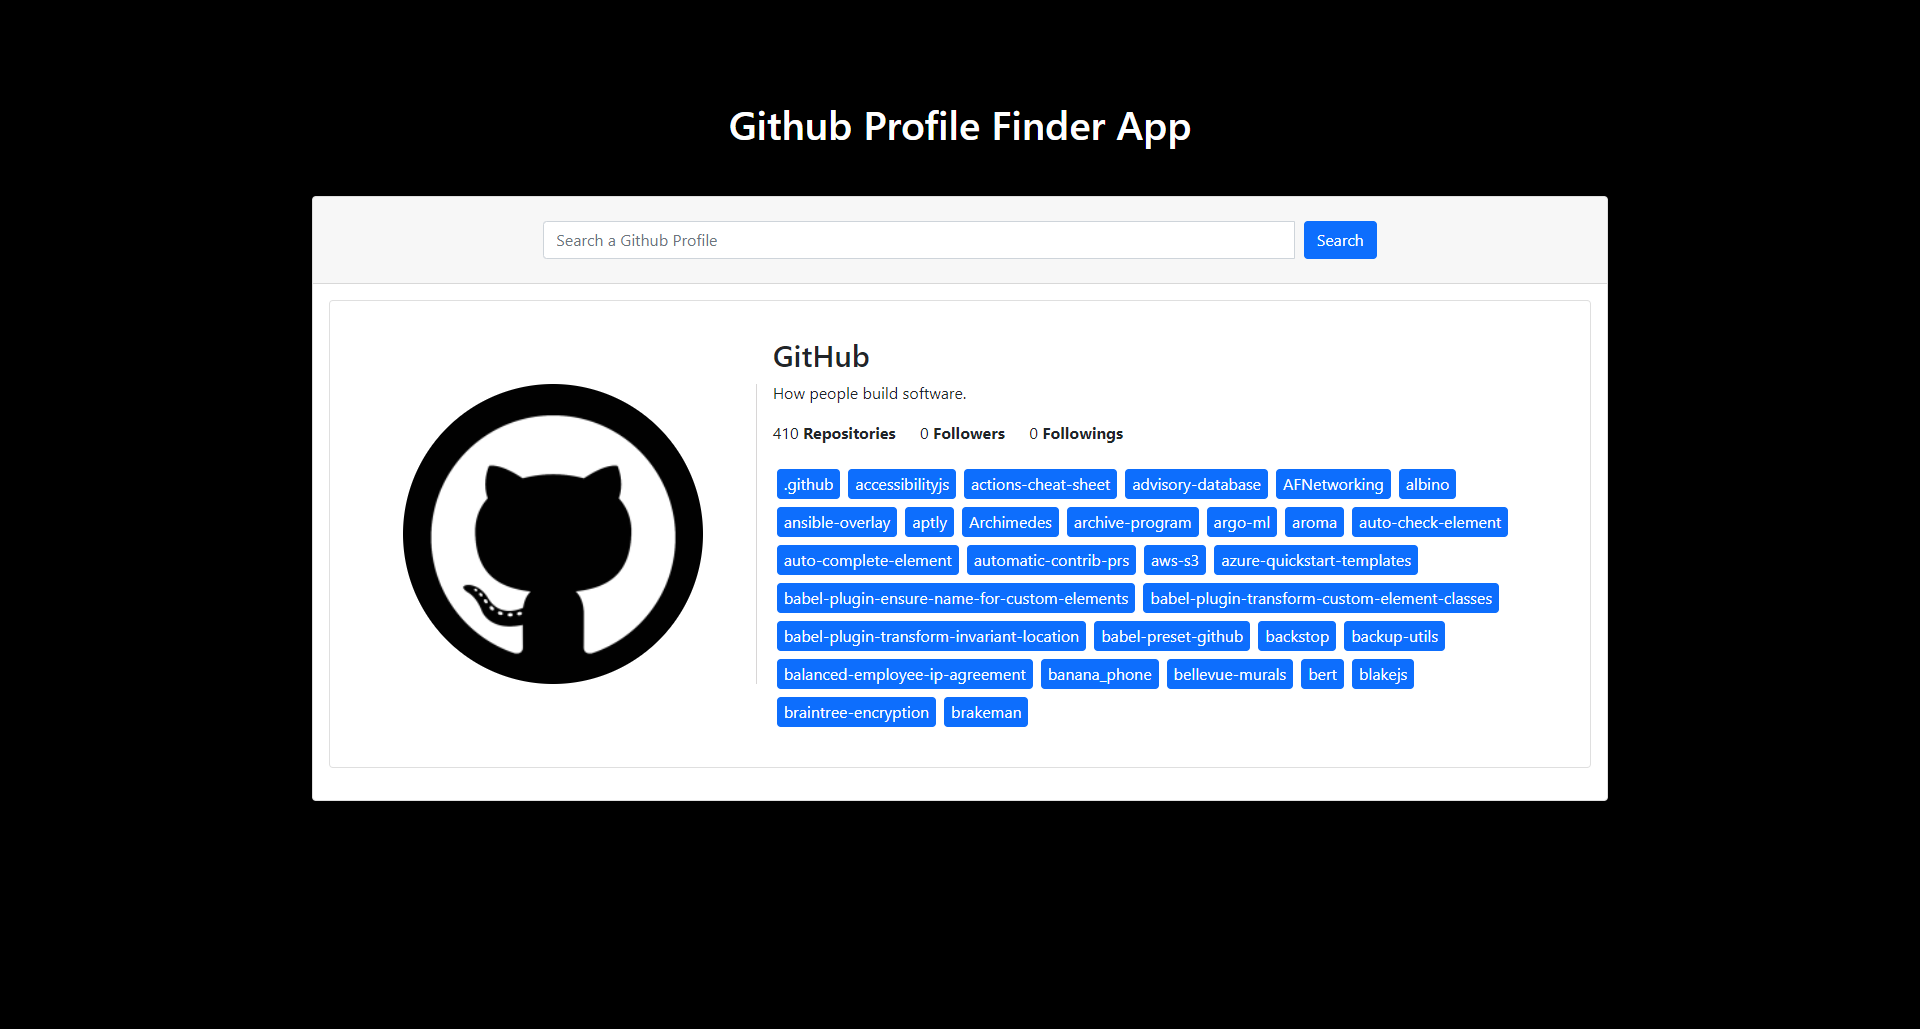 Github Profile Finder App
Search a Github Profile
Search
GitHub
How people build software.
410 Repositories 0 Followers 0 Followings
.github accessibilityjs actions-cheat-sheet advisory-database AFNetworking albino
ansible-overlay aptly Archimedes archive-program argo-ml aroma auto-check-element
auto-complete-element automatic-contrib-prs aws-s3 azure-quickstart-templates
babel-plugin-ensure-name-for-custom-elements babel-plugin-transform-custom-element-classes
babel-plugin-transform-invariant-location babel-preset-github backstop backup-utils
balanced-employee-ip-agreement banana_phone bellevue-murals bert blakejs
braintree-encryption brakeman